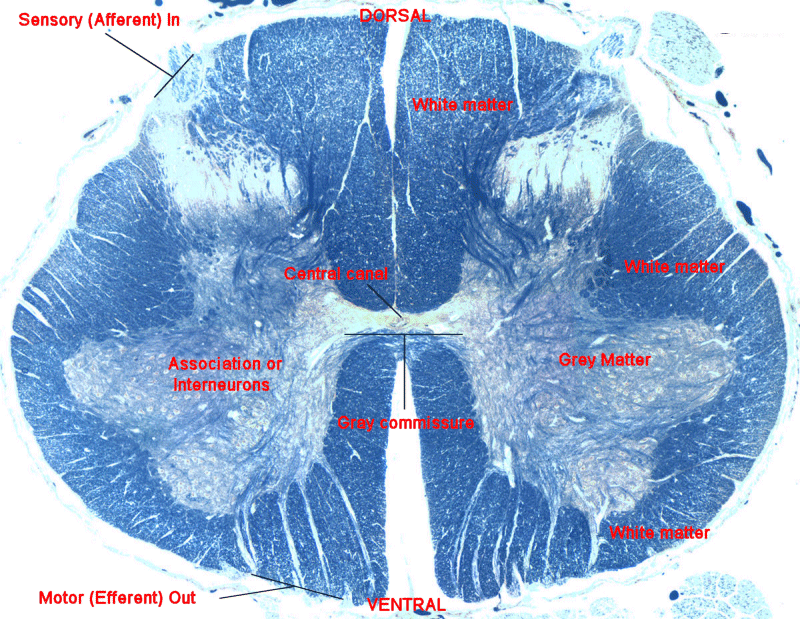 Sensory (Afferent) In
DORSAL
White matter
White matter
Central canal
Association or
Interneurons
Grey Matter
Grey commissure
White matter
Motor (Efferent) Out
VENTRAL